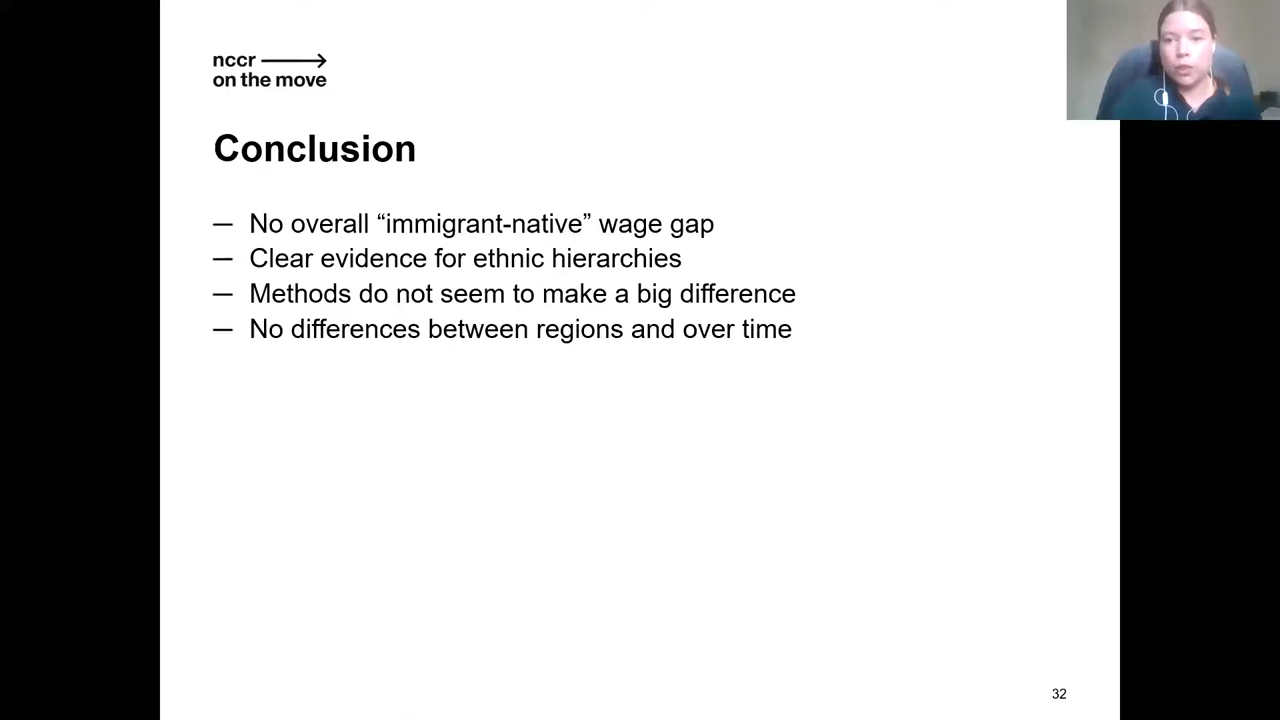 nccr
on the move
Conclusion
— No overall “immigrant-native” wage gap
— Clear evidence for ethnic hierarchies
— Methods do not seem to make a big difference
— No differences between regions and over time
32